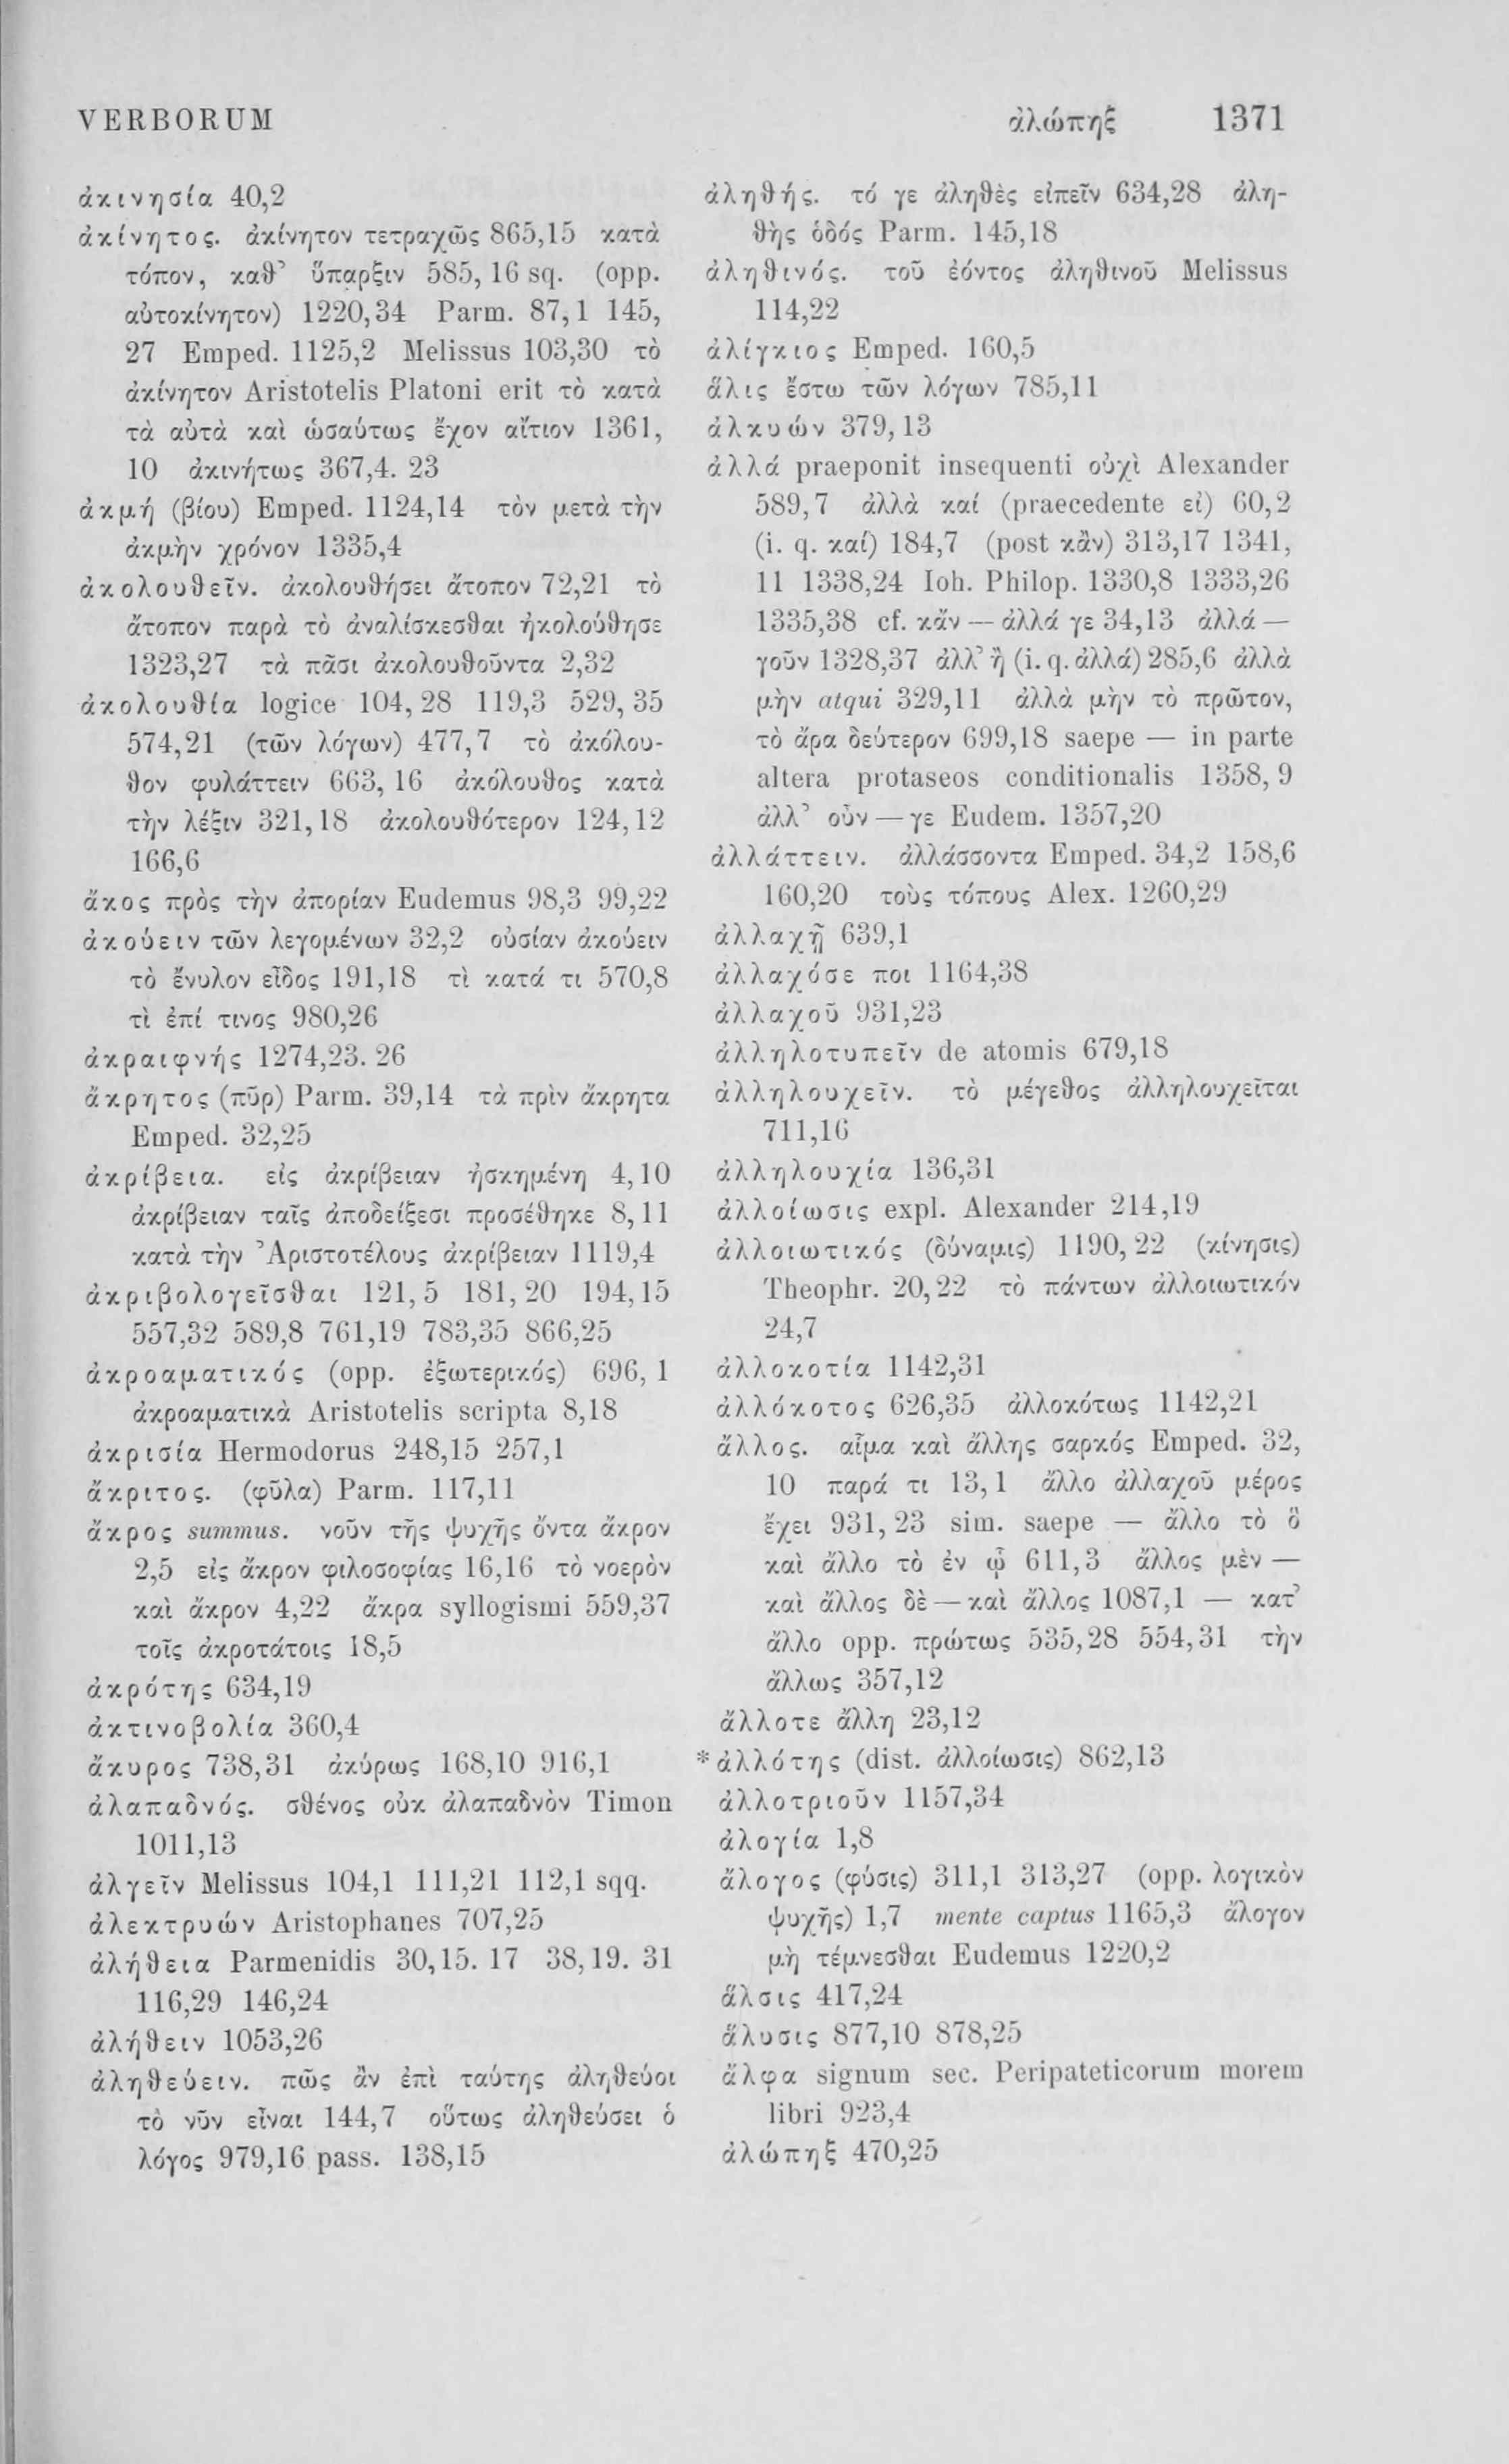 VERBORUM
ἀλώπηξ 1371
ἀκινησία 40,2
ἀκίνητος. ἀκίνητον τετραχῶς 865,15 κατὰ
τόπον, καθ’ ὕπαρξιν 585, 16 sq. (opp.
αὐτοκίνητον) 1220,34 Parm. 87,1 145,
27 Emped. 1125,2 Melissus 103,30 τὸ
ἀκίνητον Aristotelis Platoni erit τὸ κατὰ
τὰ αὐτὰ καὶ ὡσαύτως ἔχον αἴτιον 1361,
10 ἀκινήτως 367,4. 23
ἀκμή (βίου) Emped. 1124,14 τὸν μετὰ τὴν
ἀκμὴν χρόνον 1335,4
ἀκολουθεῖν. ἀκολουθήσει ἄτοπον 72,21 τὸ
ἄτοπον παρὰ τὸ ἀναλίσκεσθαι ἠκολούθησε
1323,27 τὰ πᾶσι ἀκολουθοῦντα 2,32
ἀκολουθία logice 104, 28 119,3 529, 35
574,21 (τῶν λόγων) 477,7 τὸ ἀκόλου-
θον φυλάττειν 663, 16 ἀκόλουθος κατὰ
τὴν λέξιν 321,18 ἀκολουθότερον 124,12
166,6
ἄκος πρὸς τὴν ἀπορίαν Eudemus 98,3 99,22
ἀκούειν τῶν λεγομένων 32,2 οὐσίαν ἀκούειν
τὸ ἔνυλον εἶδος 191,18 τὶ κατά τι 570,8
τὶ ἐπί τινος 980,26
ἀκραιφνής 1274,23. 26
ἄκρητος (πῦρ) Parm. 39,14 τὰ πρὶν ἄκρητα
Emped. 32,25
ἀκρίβεια. εἰς ἀκρίβειαν ἠσκημένη 4,10
ἀκρίβειαν ταῖς ἀποδείξεσι προσέθηκε 8,11
κατὰ τὴν Ἀριστοτέλους ἀκρίβειαν 1119,4
ἀκριβολογεῖσθαι 121,5 181,20 194,15
557,32 589,8 761,19 783,35 866,25
ἀκροαματικός (opp. ἐξωτερικός) 696, 1
ἀκροαματικὰ Aristotelis scripta 8,18
ἀκρισία Hermodorus 248,15 257,1
ἄκριτος. (φῦλα) Parm. 117,11
ἄκρος summus. νοῦν τῆς ψυχῆς ὄντα ἄκρον
2,5 εἰς ἄκρον φιλοσοφίας 16,16 τὸ νοερὸν
καὶ ἄκρον 4,22 ἄκρα syllogismi 559,37
τοῖς ἀκροτάτοις 18,5
ἀκρότης 634,19
ἀκτινοβολία 360,4
ἄκυρος 738,31 ἀκύρως 168,10 916,1
ἀλαπαδνός. σθένος οὐκ ἀλαπαδνὸν Timon
1011,13
ἀλγεῖν Melissus 104,1 111,21 112,1 sqq.
ἀλεκτρυών Aristophanes 707,25
ἀλήθεια Parmenidis 30,15. 17 38,19. 31
116,29 146,24
ἀλήθειν 1053,26
ἀληθεύειν. πῶς ἂν ἐπὶ ταύτης ἀληθεύοι
τὸ νῦν εἶναι 144,7 οὕτως ἀληθεύσει ὁ
λόγος 979,16 pass. 138,15
ἀληθής. τό γε ἀληθὲς εἰπεῖν 634,28 ἀλη-
θὴς ὁδός Parm. 145,18
ἀληθινός. τοῦ ἐόντος ἀληθινοῦ Melissus
114,22
ἀλίγκιος Emped. 160,5
ἅλις ἔστω τῶν λόγων 785,11
ἀλκυών 379,13
ἀλλά praeponit insequenti οὐχὶ Alexander
589,7 ἀλλὰ καί (praecedente εἰ) 60,2
(i. q. καί) 184,7 (post κἂν) 313,17 1341,
11 1338,24 Ioh. Philop. 1330,8 1333,26
1335,38 cf. κἄν — ἀλλά γε 34,13 ἀλλά —
γοῦν 1328,37 ἀλλ’ ἢ (i. q. ἀλλά) 285,6 ἀλλὰ
μὴν atqui 329,11 ἀλλὰ μὴν τὸ πρῶτον,
τὸ ἄρα δεύτερον 699,18 saepe — in parte
altera protaseos conditionalis 1358, 9
ἀλλ’ οὖν — γε Eudem. 1357,20
ἀλλάττειν. ἀλλάσσοντα Emped. 34,2 158,6
160,20 τοὺς τόπους Alex. 1260,29
ἀλλαχῇ 639,1
ἀλλαχόσε ποι 1164,38
ἀλλαχοῦ 931,23
ἀλληλοτυπεῖν de atomis 679,18
ἀλληλουχεῖν. τὸ μέγεθος ἀλληλουχεῖται
711,16
ἀλληλουχία 136,31
ἀλλοίωσις expl. Alexander 214,19
ἀλλοιωτικός (δύναμις) 1190,22 (κίνησις)
Theophr. 20,22 τὸ πάντων ἀλλοιωτικόν
24,7
ἀλλοκοτία 1142,31
ἀλλόκοτος 626,35 ἀλλοκότως 1142,21
ἄλλος. αἷμα καὶ ἄλλης σαρκός Emped. 32,
10 παρά τι 13,1 ἄλλο ἀλλαχοῦ μέρος
ἔχει 931,23 sim. saepe — ἄλλο τὸ ὃ
καὶ ἄλλο τὸ ἐν ᾧ 611,3 ἄλλος μὲν —
καὶ ἄλλος δὲ — καὶ ἄλλος 1087,1 — κατ’
ἄλλο opp. πρώτως 535,28 554,31 τὴν
ἄλλως 357,12
ἄλλοτε ἄλλη 23,12
*ἀλλότης (dist. ἀλλοίωσις) 862,13
ἀλλοτριοῦν 1157,34
ἀλογία 1,8
ἄλογος (φύσις) 311,1 313,27 (opp. λογικὸν
ψυχῆς) 1,7 mente captus 1165,3 ἄλογον
μὴ τέμνεσθαι Eudemus 1220,2
ἅλσις 417,24
ἅλυσις 877,10 878,25
ἄλφα signum sec. Peripateticorum morem
libri 923,4
ἀλώπηξ 470,25